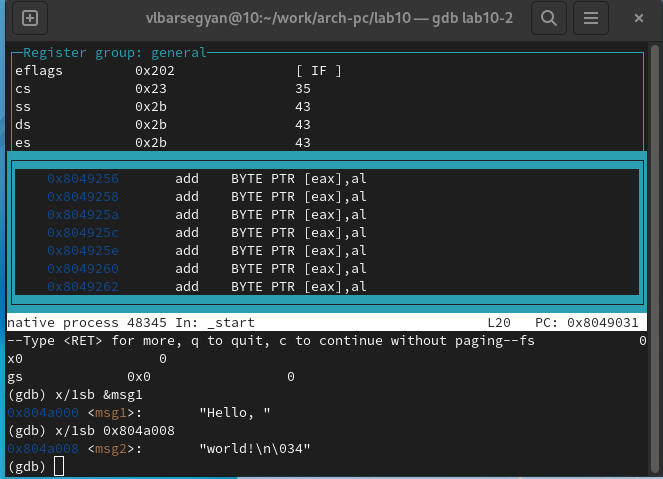 vlbarsegyan@10:~/work/arch-pc/lab10 — gdb lab10-2
Register group: general
eflags 0x202 [ IF ]
cs 0x23 35
ss 0x2b 43
ds 0x2b 43
es 0x2b 43
0x8049256 add BYTE PTR [eax],al
0x8049258 add BYTE PTR [eax],al
0x804925a add BYTE PTR [eax],al
0x804925c add BYTE PTR [eax],al
0x804925e add BYTE PTR [eax],al
0x8049260 add BYTE PTR [eax],al
0x8049262 add BYTE PTR [eax],al
native process 48345 In: _start L20 PC: 0x8049031
--Type <RET> for more, q to quit, c to continue without paging--fs 0
x0 0
gs 0x0 0
(gdb) x/1sb &msg1
0x804a000 <msg1>: "Hello, "
(gdb) x/1sb 0x804a008
0x804a008 <msg2>: "world!\n\034"
(gdb)